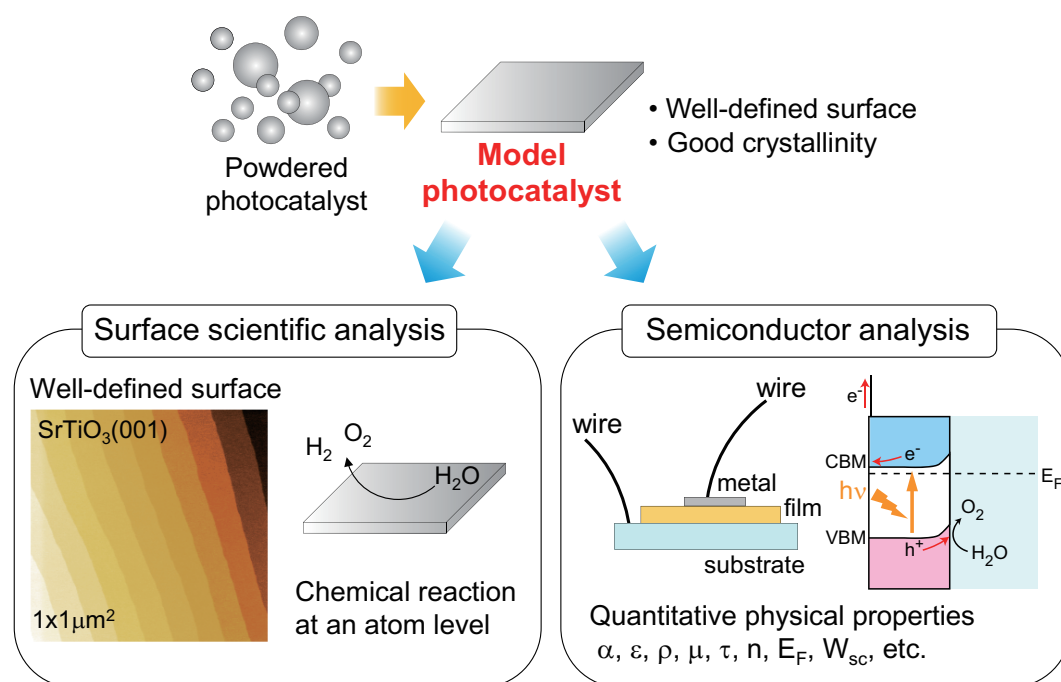 Powdered
photocatalyst
Model
photocatalyst
• Well-defined surface
• Good crystallinity
Surface scientific analysis
Well-defined surface
SrTiO3(001)
1x1μm²
H2
O2
H2O
Chemical reaction
at an atom level
Semiconductor analysis
wire
wire
metal
film
substrate
e-
CBM
e-
EF
hν
VBM
h+
O2
H2O
Quantitative physical properties
α, ε, ρ, μ, τ, n, EF, Wsc, etc.